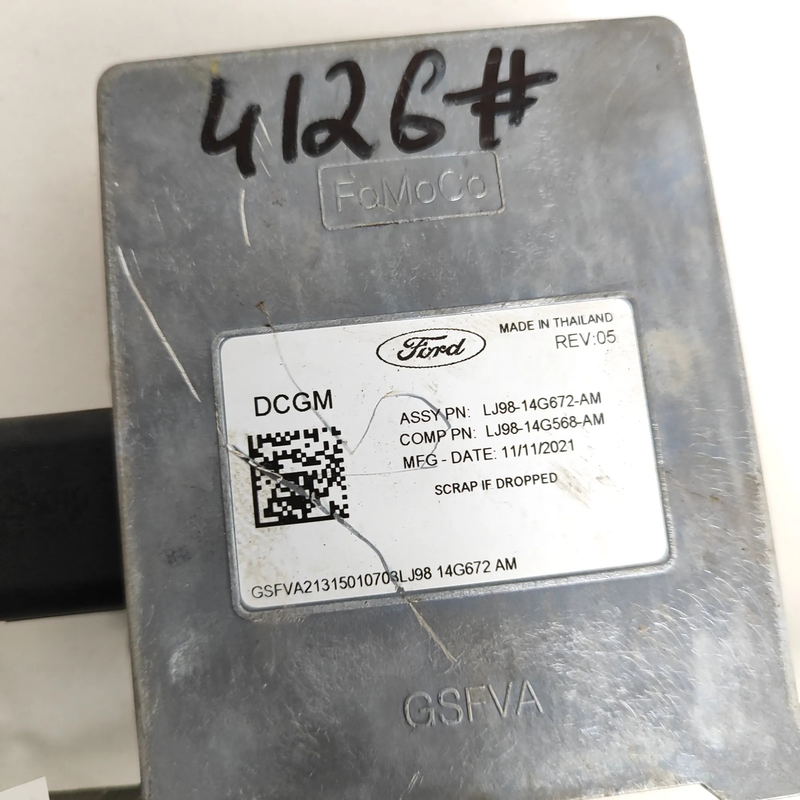 4126#
FoMoCo
Ford
MADE IN THAILAND
REV:05
DCGM
ASSY PN: LJ98-14G672-AM
COMP PN: LJ98-14G568-AM
MFG - DATE: 11/11/2021
SCRAP IF DROPPED
GSFVA21315010703LJ98 14G672 AM
GSFVA